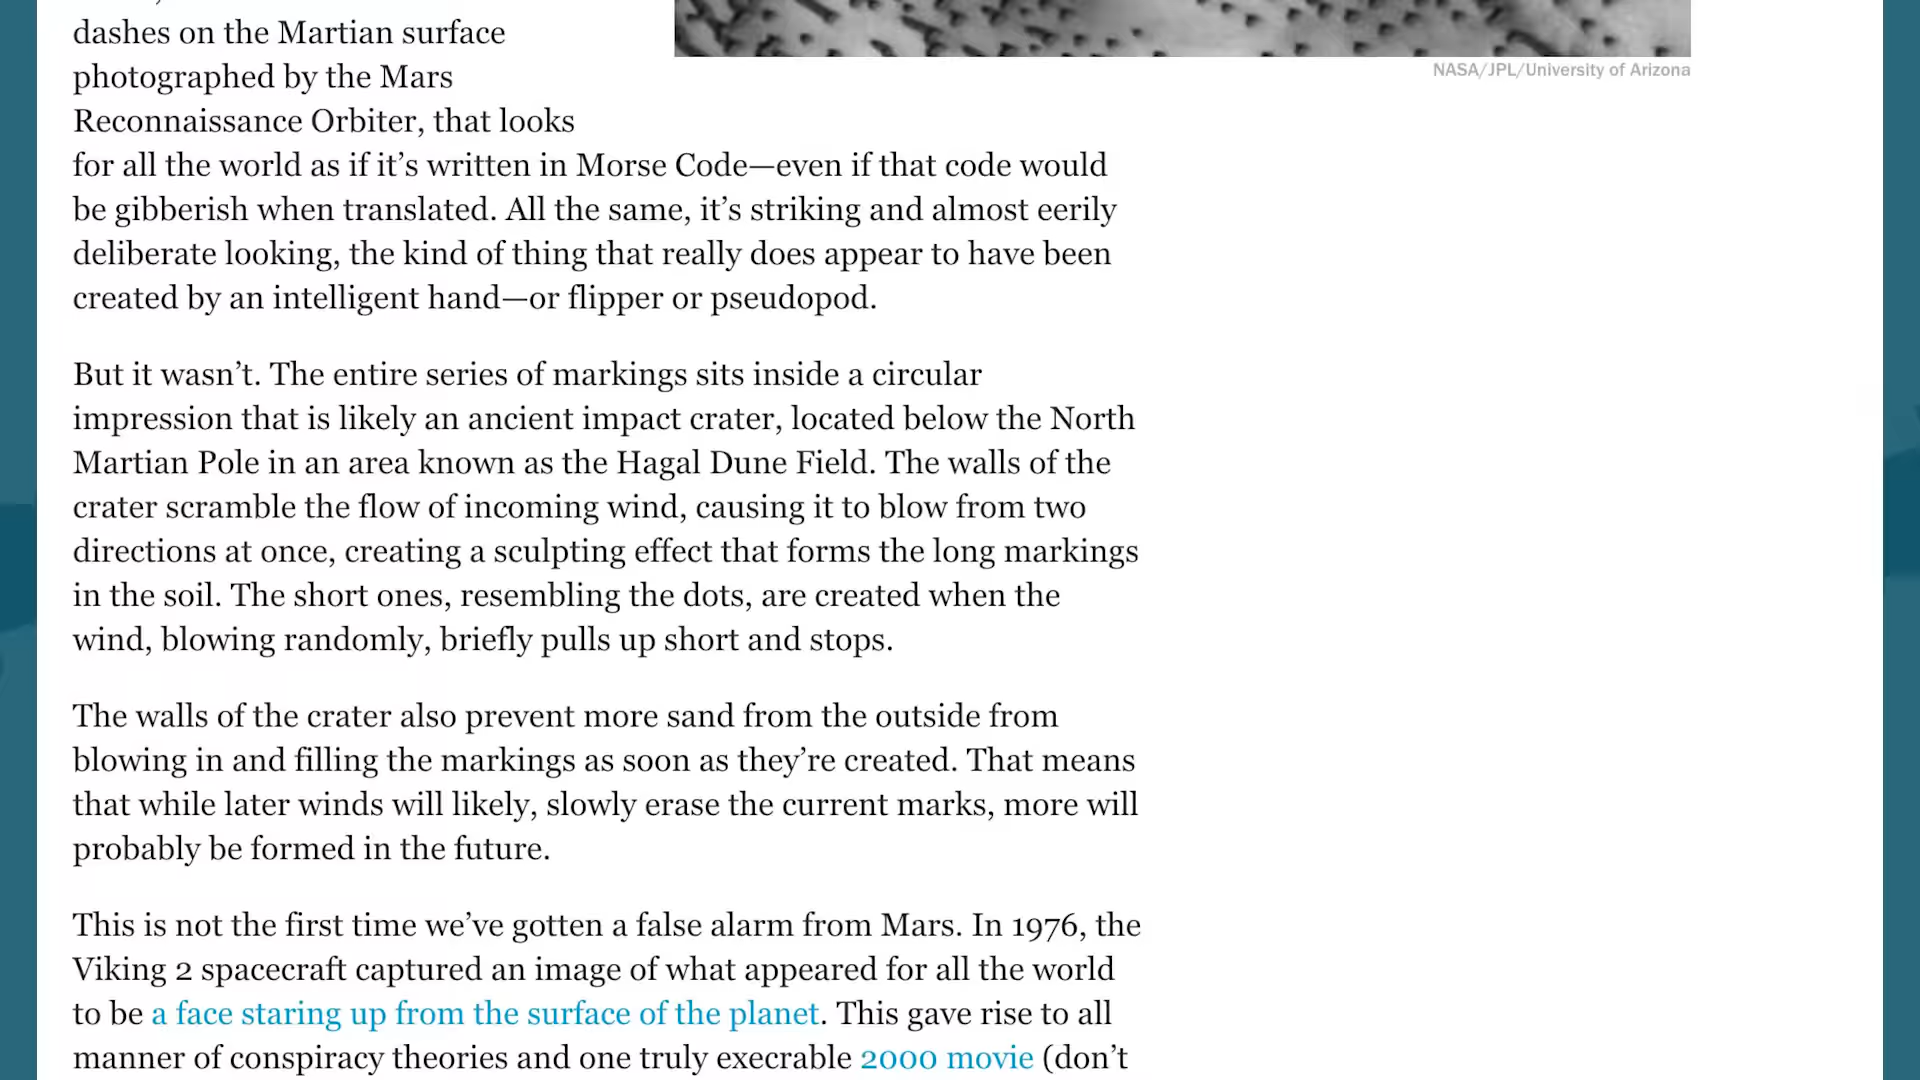 dashes on the Martian surface
photographed by the Mars
Reconnaissance Orbiter, that looks
for all the world as if it’s written in Morse Code—even if that code would
be gibberish when translated. All the same, it’s striking and almost eerily
deliberate looking, the kind of thing that really does appear to have been
created by an intelligent hand—or flipper or pseudopod.
NASA/JPL/University of Arizona
But it wasn’t. The entire series of markings sits inside a circular
impression that is likely an ancient impact crater, located below the North
Martian Pole in an area known as the Hagal Dune Field. The walls of the
crater scramble the flow of incoming wind, causing it to blow from two
directions at once, creating a sculpting effect that forms the long markings
in the soil. The short ones, resembling the dots, are created when the
wind, blowing randomly, briefly pulls up short and stops.
The walls of the crater also prevent more sand from the outside from
blowing in and filling the markings as soon as they’re created. That means
that while later winds will likely, slowly erase the current marks, more will
probably be formed in the future.
This is not the first time we’ve gotten a false alarm from Mars. In 1976, the
Viking 2 spacecraft captured an image of what appeared for all the world
to be a face staring up from the surface of the planet. This gave rise to all
manner of conspiracy theories and one truly execrable 2000 movie (don’t